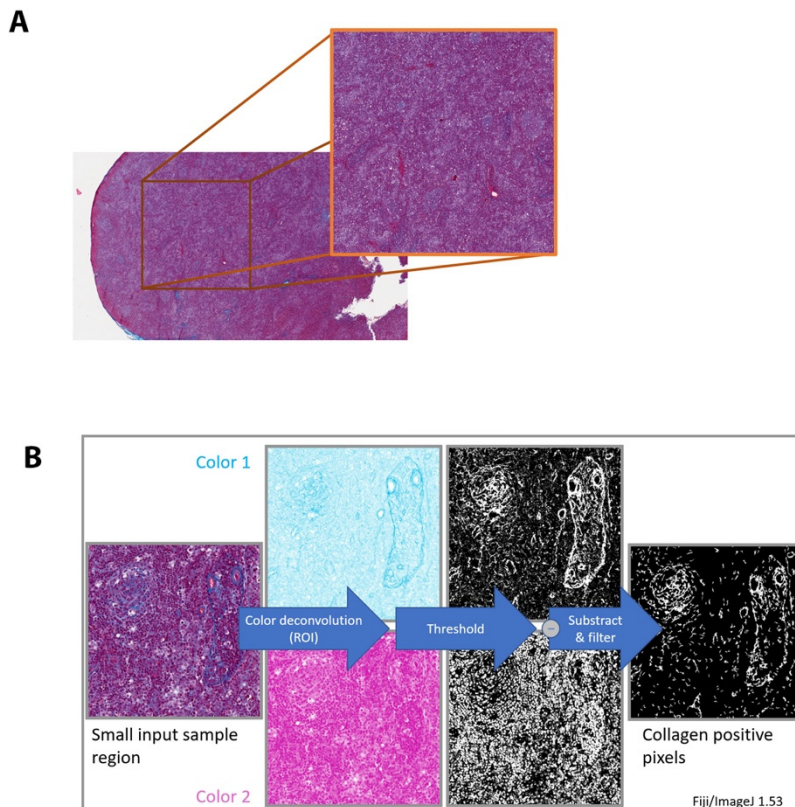 A
B
Color 1
Color deconvolution
(ROI)
Threshold
−
Substract
& filter
Small input sample
region
Collagen positive
pixels
Color 2
Fiji/ImageJ 1.53